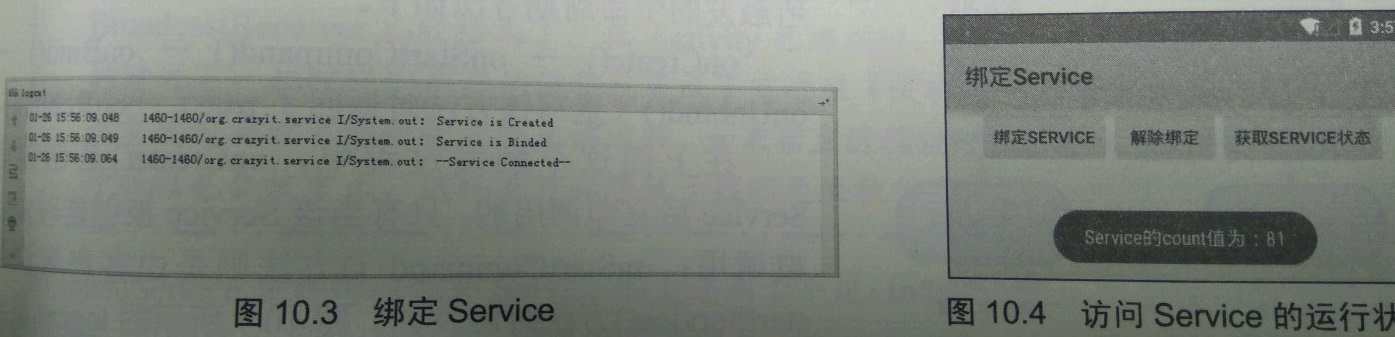 logcat
01-26 15:56:09.048 1460-1460/org.crazyit.service I/System.out: Service is Created
01-26 15:56:09.049 1460-1460/org.crazyit.service I/System.out: Service is Binded
01-26 15:56:09.064 1460-1460/org.crazyit.service I/System.out: --Service Connected--
图 10.3 绑定 Service
3:5
绑定Service
绑定SERVICE 解除绑定 获取SERVICE状态
Service的count值为：81
图 10.4 访问 Service 的运行状